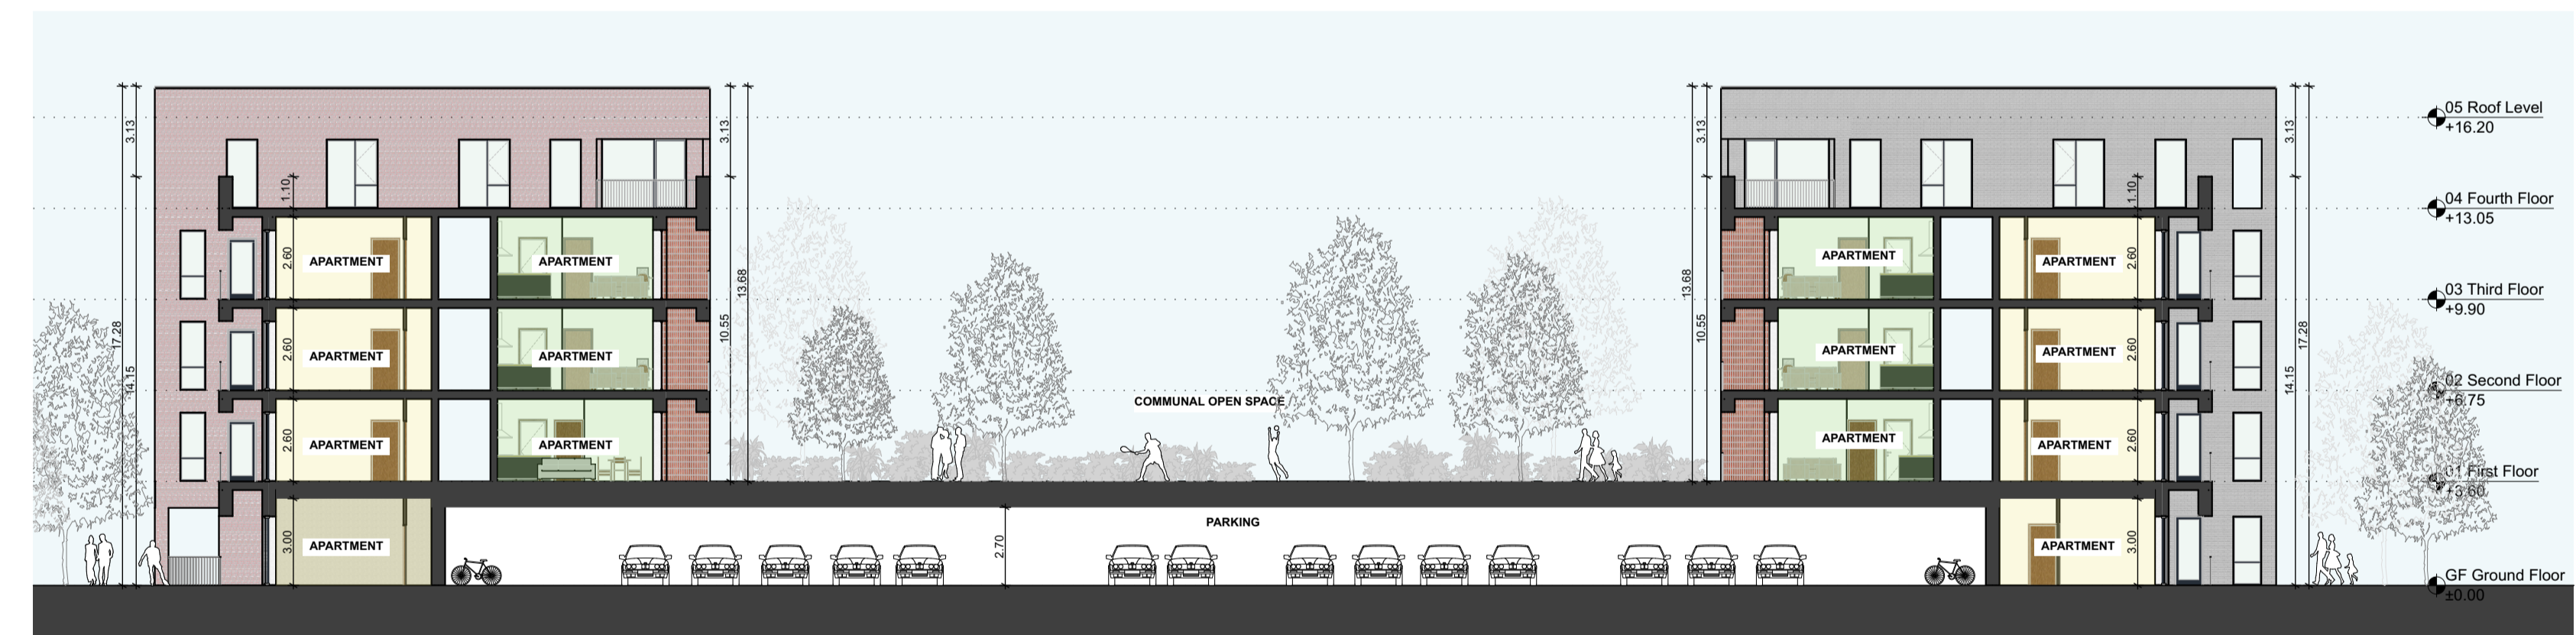 3.13
3.13
3.13
3.13
05 Roof Level
+16.20
1.10
1.10
04 Fourth Floor
+13.05
2.60
APARTMENT
APARTMENT
13.68
13.68
APARTMENT
APARTMENT
2.60
03 Third Floor
+9.90
17.28
14.15
2.60
APARTMENT
APARTMENT
10.55
10.55
APARTMENT
APARTMENT
2.60
17.28
14.15
02 Second Floor
+6.75
COMMUNAL OPEN SPACE
2.60
APARTMENT
APARTMENT
APARTMENT
APARTMENT
2.60
01 First Floor
+3.60
3.00
APARTMENT
2.70
PARKING
APARTMENT
3.00
GF Ground Floor
±0.00